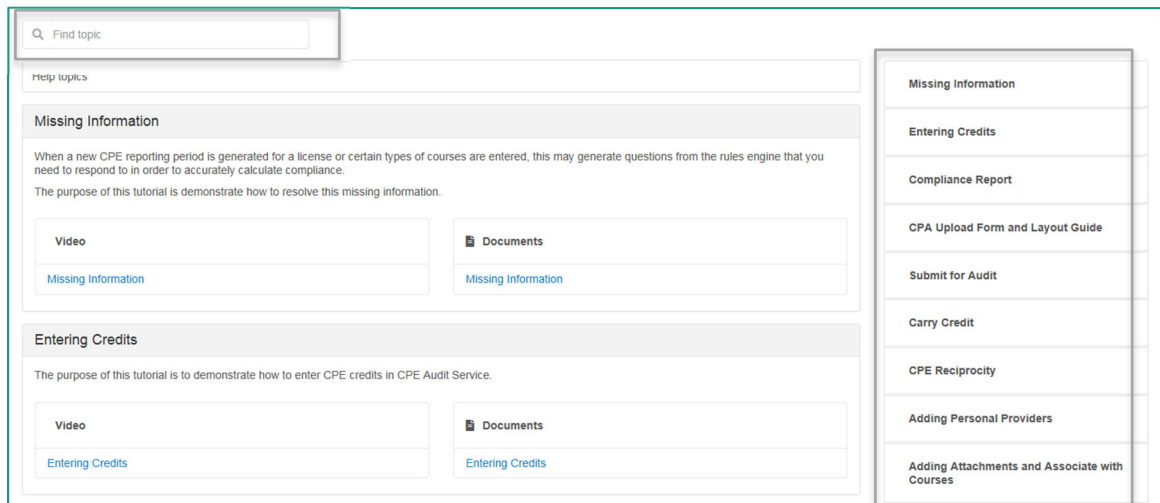 Find topic
Help topics
Missing Information
When a new CPE reporting period is generated for a license or certain types of courses are entered, this may generate questions from the rules engine that you
need to respond to in order to accurately calculate compliance.
The purpose of this tutorial is demonstrate how to resolve this missing information.
Video
Documents
Missing Information
Missing Information
Entering Credits
The purpose of this tutorial is to demonstrate how to enter CPE credits in CPE Audit Service.
Video
Documents
Entering Credits
Entering Credits
Missing Information
Entering Credits
Compliance Report
CPA Upload Form and Layout Guide
Submit for Audit
Carry Credit
CPE Reciprocity
Adding Personal Providers
Adding Attachments and Associate with
Courses